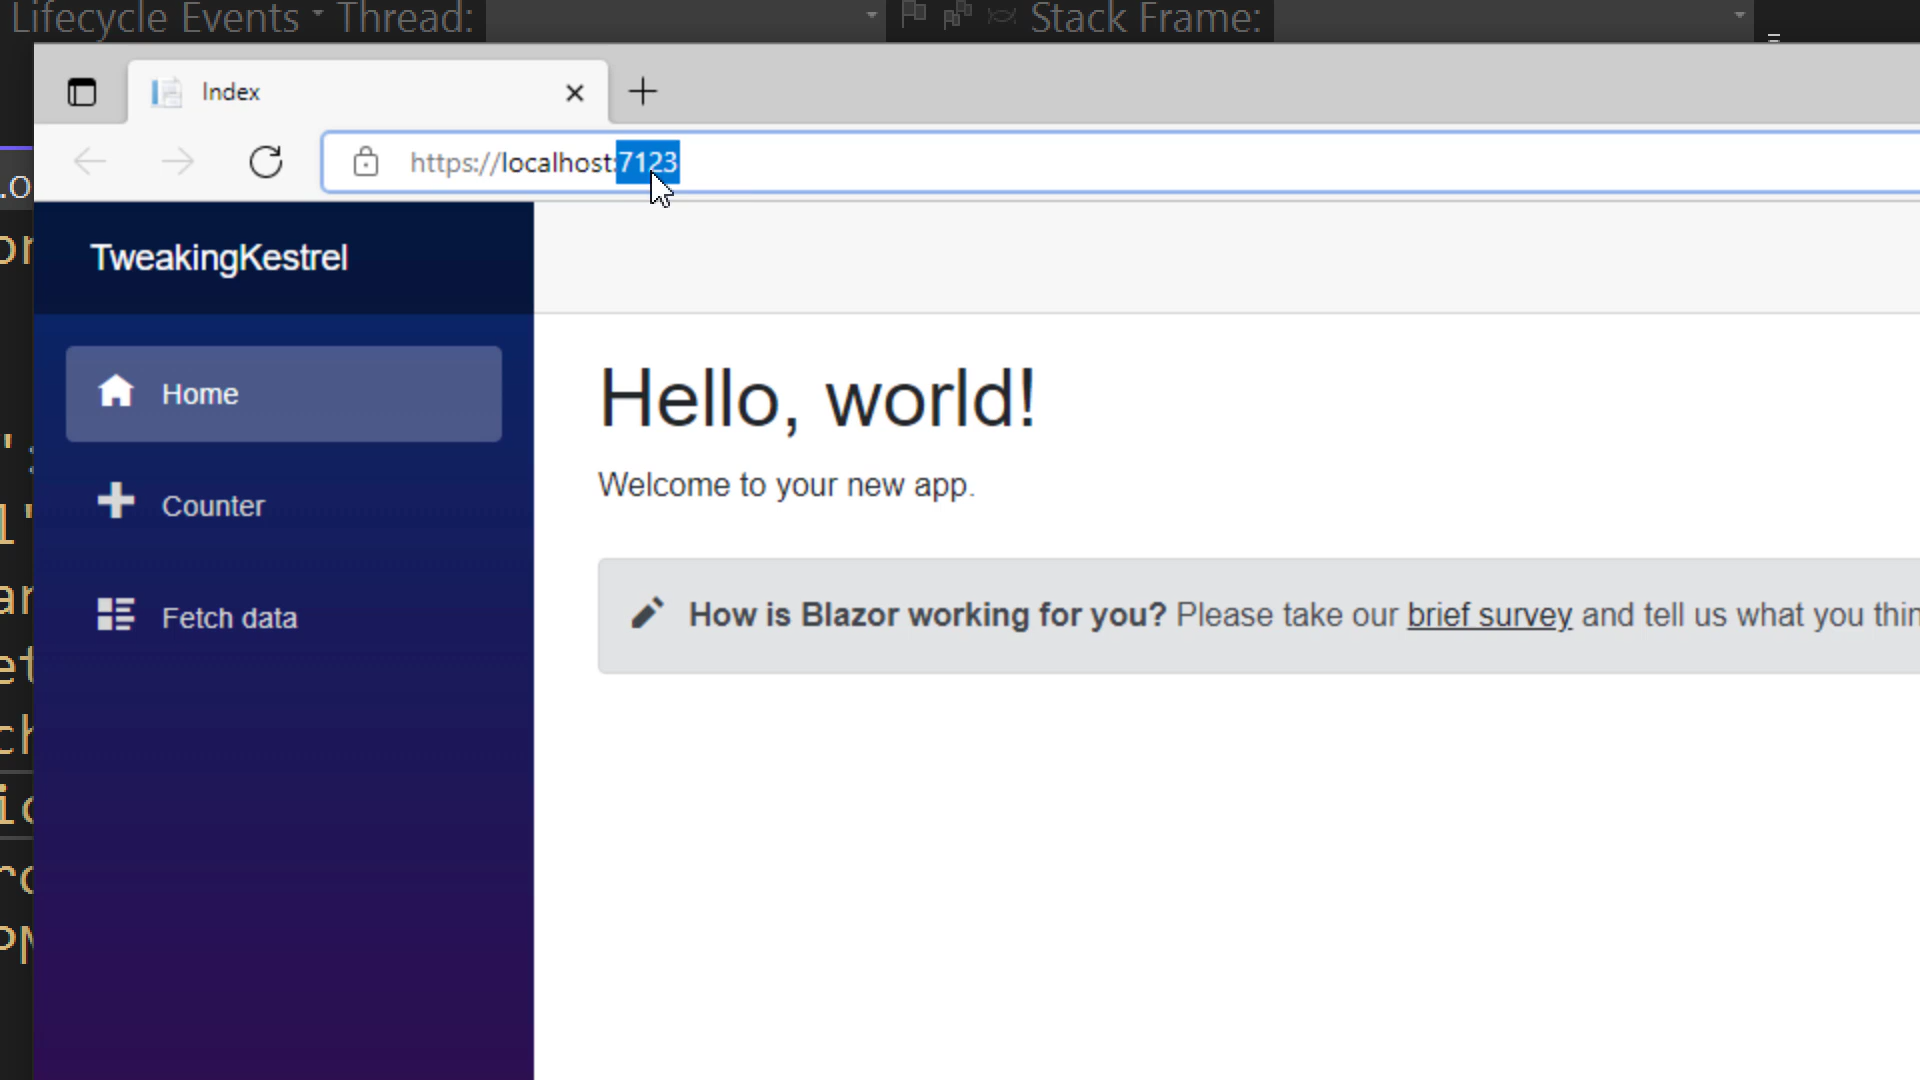 Lifecycle Events Thread: Stack Frame:
Index
https://localhost:7123
TweakingKestrel
Home
Counter
Fetch data
Hello, world!
Welcome to your new app.
How is Blazor working for you? Please take our brief survey and tell us what you thin